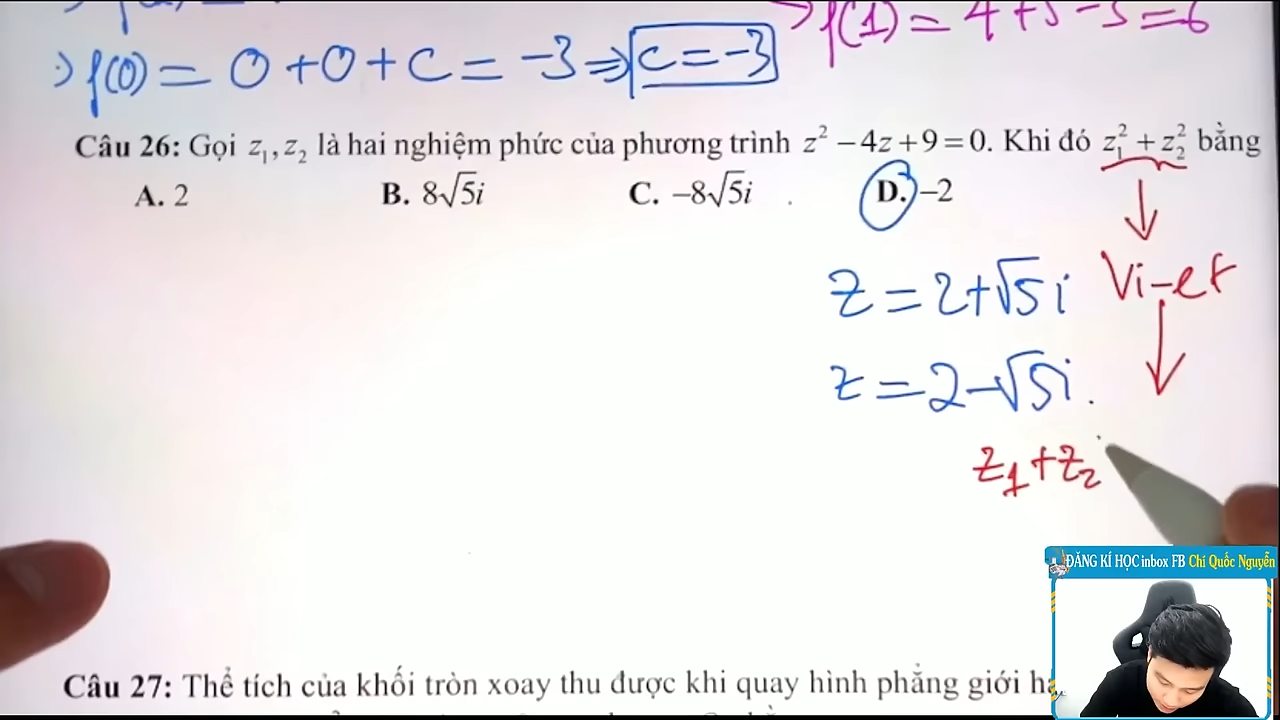 f(1) = 4 + 5 - 3 = 6
⇒ f(0) = 0 + 0 + C = -3 ⇒ C = -3
Câu 26: Gọi z₁, z₂ là hai nghiệm phức của phương trình z² − 4z + 9 = 0. Khi đó z₁² + z₂² bằng
A. 2 B. 8√5i C. −8√5i . D. −2
Z = 2+√5i Vi-et
z = 2-√5i.
z₁+z₂
ĐĂNG KÍ HỌC inbox FB Chí Quốc Nguyễn
Câu 27: Thể tích của khối tròn xoay thu được khi quay hình phẳng giới hạ